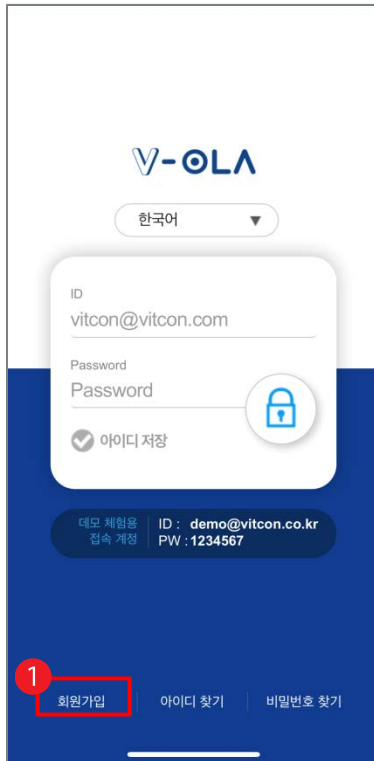 V-OLA
한국어 ▼
ID
vitcon@vitcon.com
Password
Password
아이디 저장
데모 체험용 접속 계정
ID : demo@vitcon.co.kr
PW : 1234567
1
회원가입 아이디 찾기 비밀번호 찾기